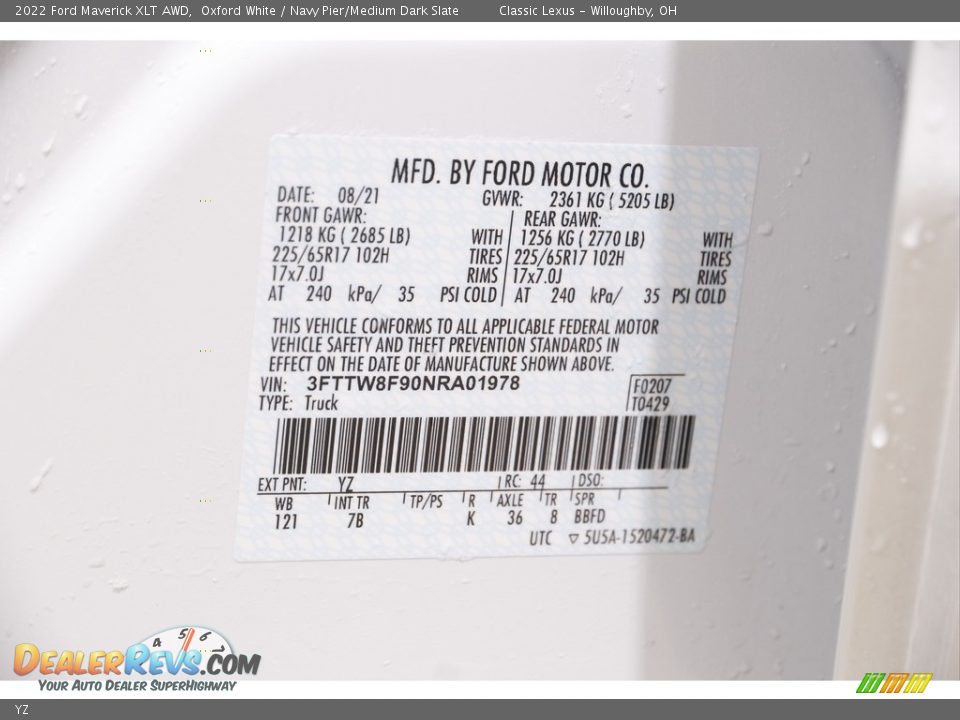 2022 Ford Maverick XLT AWD, Oxford White / Navy Pier/Medium Dark Slate Classic Lexus - Willoughby, OH
MFD. BY FORD MOTOR CO.
DATE: 08/21 GVWR: 2361 KG ( 5205 LB)
FRONT GAWR: REAR GAWR:
1218 KG ( 2685 LB) WITH 1256 KG ( 2770 LB) WITH
225/65R17 102H TIRES 225/65R17 102H TIRES
17x7.0J RIMS 17x7.0J RIMS
AT 240 kPa/ 35 PSI COLD AT 240 kPa/ 35 PSI COLD
THIS VEHICLE CONFORMS TO ALL APPLICABLE FEDERAL MOTOR
VEHICLE SAFETY AND THEFT PREVENTION STANDARDS IN
EFFECT ON THE DATE OF MANUFACTURE SHOWN ABOVE.
VIN: 3FTTW8F90NRA01978 F0207
TYPE: Truck T0429
EXT PNT: YZ RC: 44 DSO:
WB INT TR TP/PS R AXLE TR SPR
121 7B K 36 8 BBFD
UTC ▽ 5U5A-1520472-BA
4 5 6
DealerRevs.com
Your Auto Dealer SuperHighway
YZ